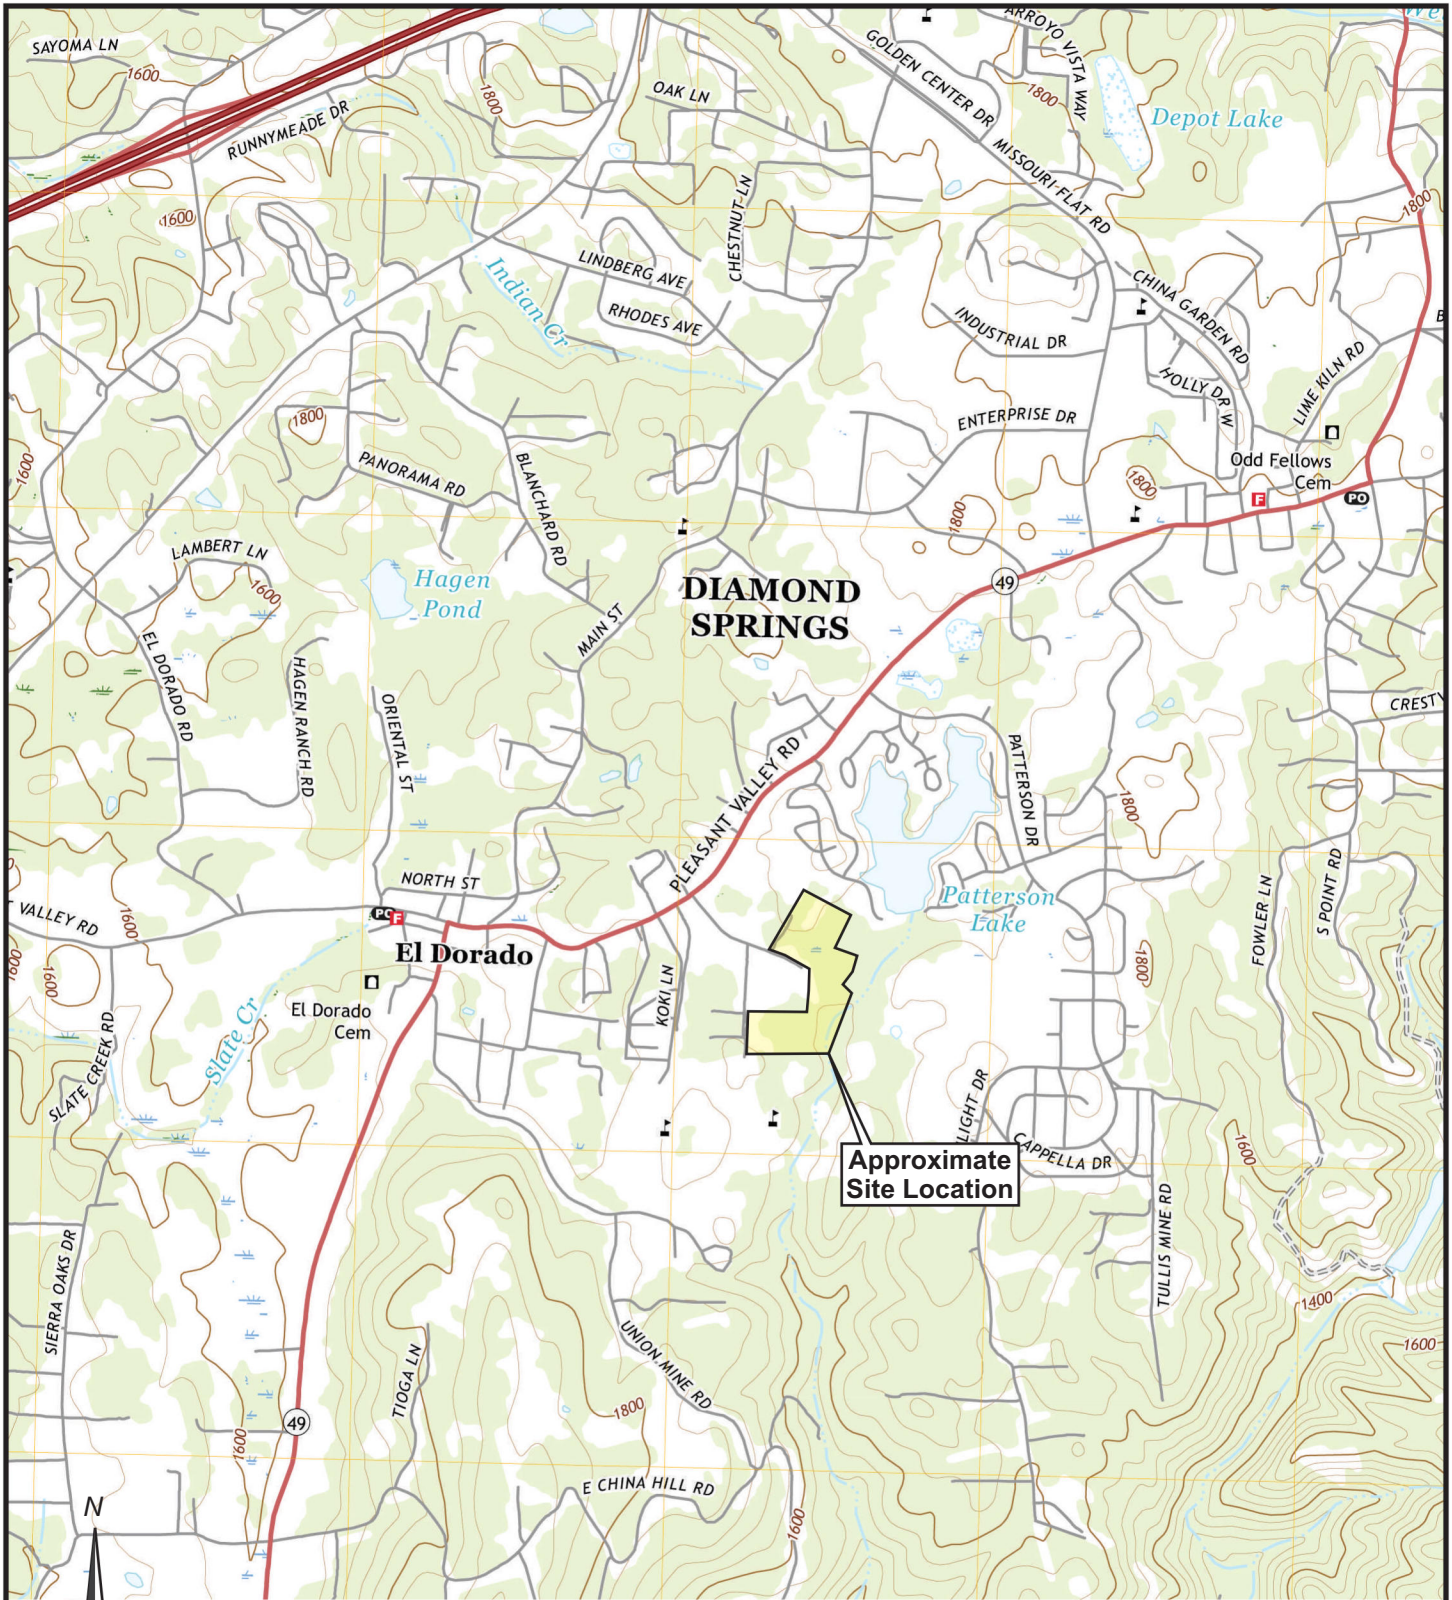 SAYOMA LN
1600
RUNNYMEADE DR
1800
OAK LN
GOLDEN CENTER DR
ARROYO VISTA WAY
1800
Depot Lake
MISSOURI FLAT RD
1800
1600
CHESTNUT LN
LINDBERG AVE
Indian Cr
RHODES AVE
CHINA GARDEN RD
INDUSTRIAL DR
HOLLY DR W
LIME KILN RD
B
ENTERPRISE DR
1800
1600
PANORAMA RD
BLANCHARD RD
Odd Fellows
Cem
F
PO
1800
1800
LAMBERT LN
1600
Hagen
Pond
49
DIAMOND
SPRINGS
MAIN ST
EL DORADO RD
HAGEN RANCH RD
ORIENTAL ST
CRESTV
PATTERSON DR
PLEASANT VALLEY RD
1800
S POINT RD
FOWLER LN
NORTH ST
T VALLEY RD
1600
F
El Dorado
Patterson
Lake
1600
1600
1800
El Dorado
Cem
KOKI LN
Slate Cr
SLATE CREEK RD
LIGHT DR
CAPPELLA DR
1600
Approximate
Site Location
TULLIS MINE RD
SIERRA OAKS DR
1400
1600
UNION MINE RD
TIOGA LN
1800
49
1600
E CHINA HILL RD
1600
N